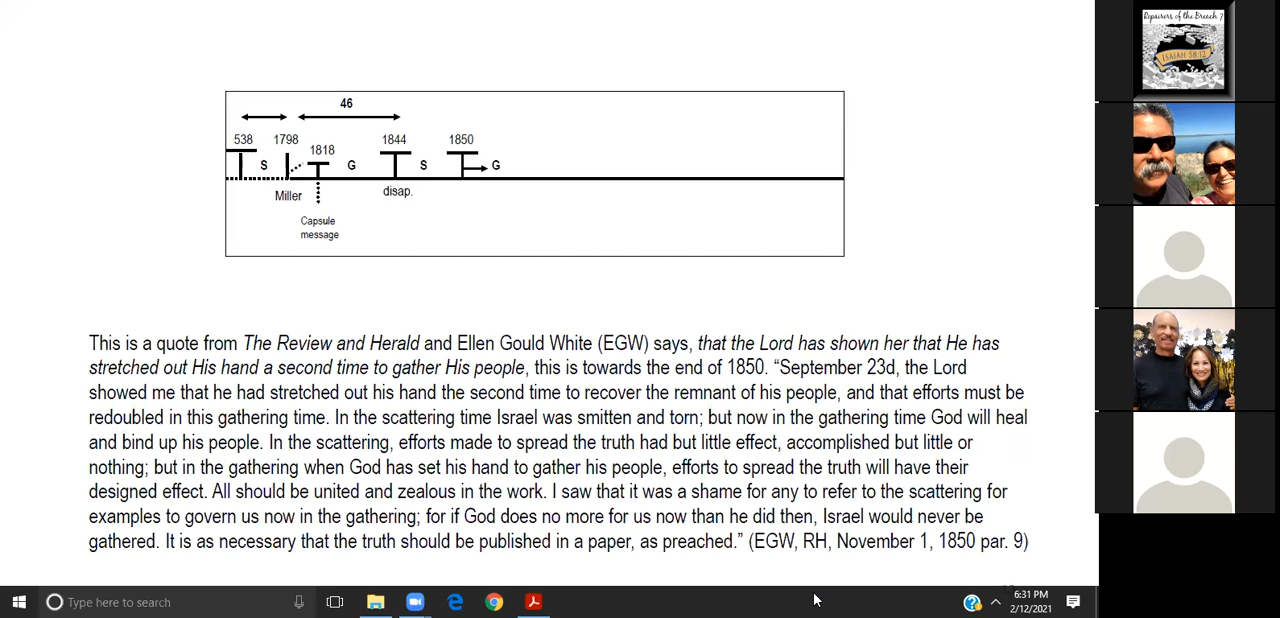 Repairers of the Breach 7
ISAIAH 58:12
46
538
1798
1818
1844
1850
S
G
S
G
Miller
disap.
Capsule
message
This is a quote from The Review and Herald and Ellen Gould White (EGW) says, that the Lord has shown her that He has
stretched out His hand a second time to gather His people, this is towards the end of 1850. “September 23d, the Lord
showed me that he had stretched out his hand the second time to recover the remnant of his people, and that efforts must be
redoubled in this gathering time. In the scattering time Israel was smitten and torn; but now in the gathering time God will heal
and bind up his people. In the scattering, efforts made to spread the truth had but little effect, accomplished but little or
nothing; but in the gathering when God has set his hand to gather his people, efforts to spread the truth will have their
designed effect. All should be united and zealous in the work. I saw that it was a shame for any to refer to the scattering for
examples to govern us now in the gathering; for if God does no more for us now than he did then, Israel would never be
gathered. It is as necessary that the truth should be published in a paper, as preached.” (EGW, RH, November 1, 1850 par. 9)
Type here to search
6:31 PM
2/12/2021